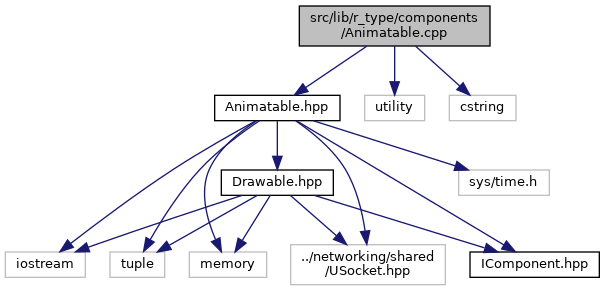 src/lib/r_type/components
/Animatable.cpp
Animatable.hpp
utility
cstring
Drawable.hpp
sys/time.h
iostream
tuple
memory
../networking/shared
/USocket.hpp
IComponent.hpp